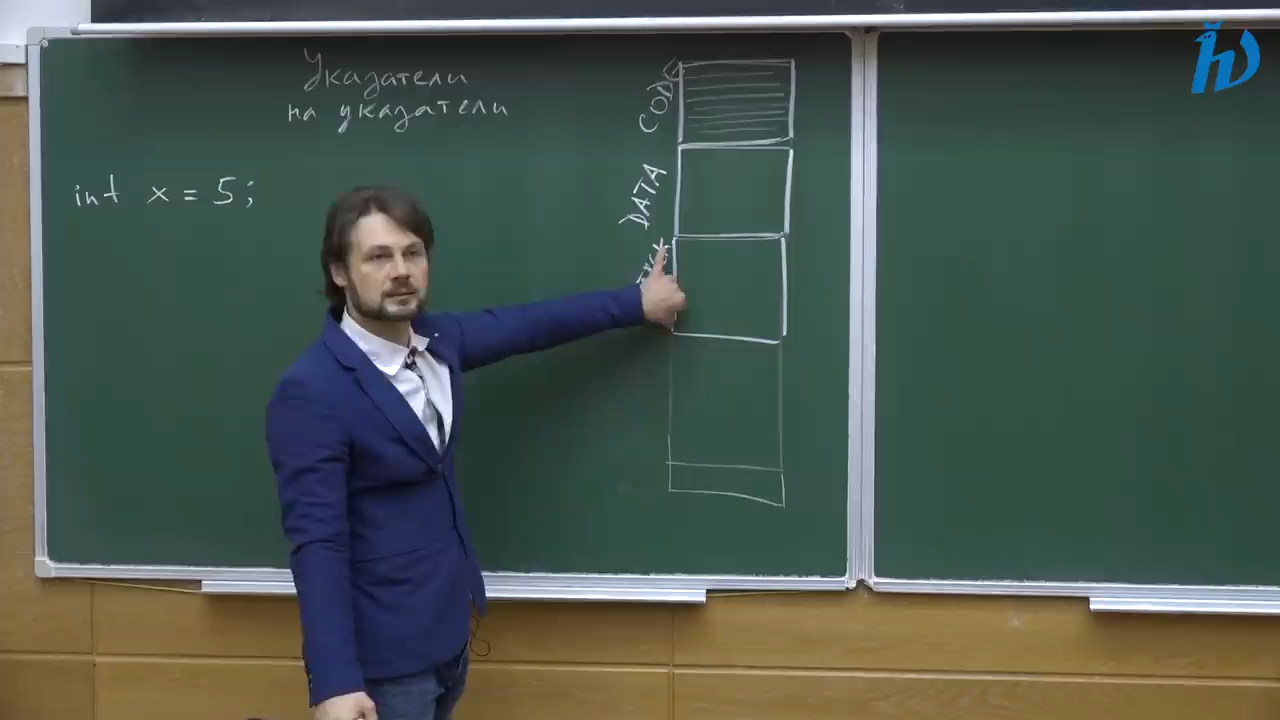 Указатели
на указатели
int x = 5;
CODE
DATA